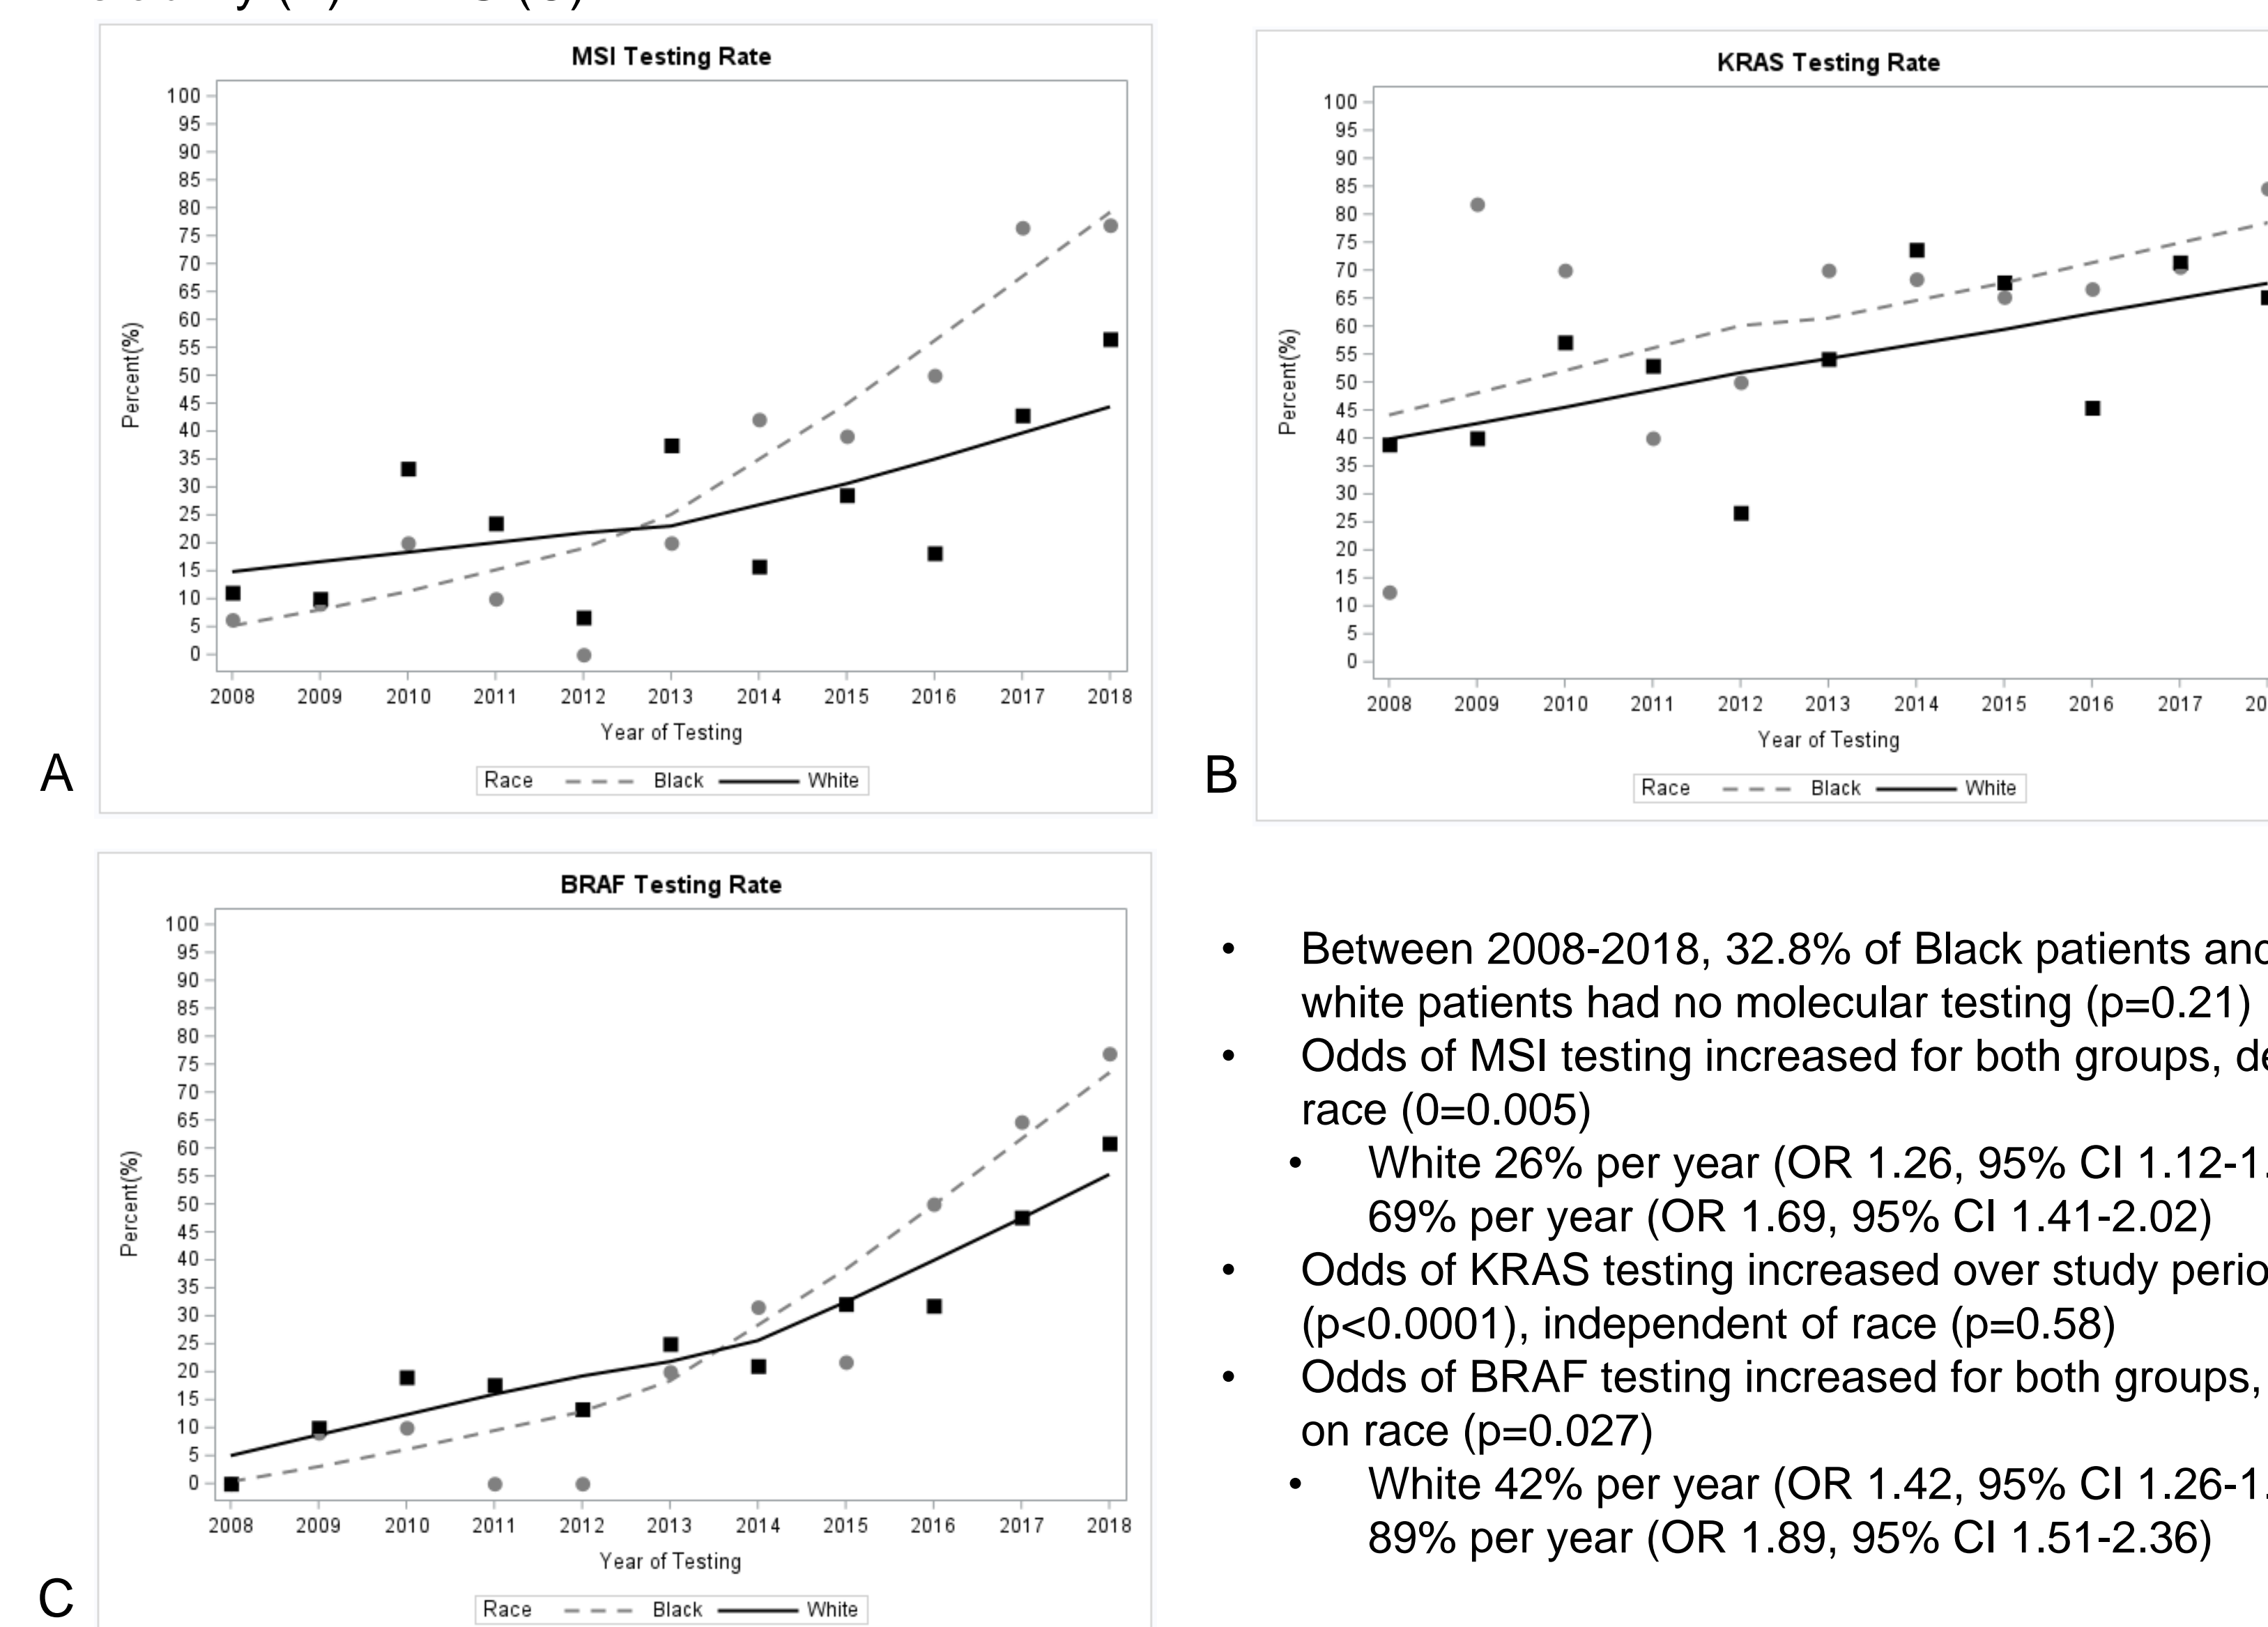 MSI Testing Rate
100
95
90
85
80
75
70
65
60
55
50
45
40
35
30
25
20
15
10
5
0
Percent(%)
2008 2009 2010 2011 2012 2013 2014 2015 2016 2017 2018
Year of Testing
Race Black White
A
KRAS Testing Rate
100
95
90
85
80
75
70
65
60
55
50
45
40
35
30
25
20
15
10
5
0
Percent(%)
2008 2009 2010 2011 2012 2013 2014 2015 2016 2017 20
Year of Testing
Race Black White
B
BRAF Testing Rate
100
95
90
85
80
75
70
65
60
55
50
45
40
35
30
25
20
15
10
5
0
Percent(%)
2008 2009 2010 2011 2012 2013 2014 2015 2016 2017 2018
Year of Testing
Race Black White
C
• Between 2008-2018, 32.8% of Black patients and
white patients had no molecular testing (p=0.21)
• Odds of MSI testing increased for both groups,
race (0=0.005)
• White 26% per year (OR 1.26, 95% CI 1.12-1.
69% per year (OR 1.69, 95% CI 1.41-2.02)
• Odds of KRAS testing increased over study perio
(p<0.0001), independent of race (p=0.58)
• Odds of BRAF testing increased for both groups,
on race (p=0.027)
• White 42% per year (OR 1.42, 95% CI 1.26-1.
89% per year (OR 1.89, 95% CI 1.51-2.36)